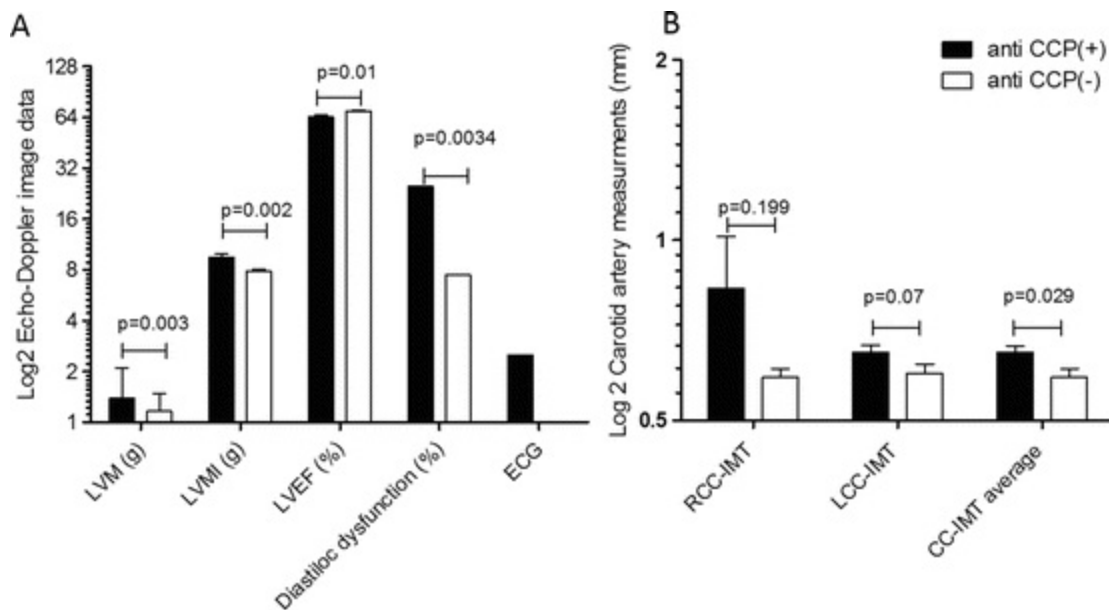 A
Log2 Echo-Doppler image data
128
64
32
16
8
4
2
1
p=0.003
p=0.002
p=0.01
p=0.0034
LVM (g)
LVMI (g)
LVEF (%)
Diastiloc dysfunction (%)
ECG
B
anti CCP(+)
anti CCP(-)
Log 2 Carotid artery measurments (mm)
2
1
0.5
p=0.199
p=0.07
p=0.029
RCC-IMT
LCC-IMT
CC-IMT average